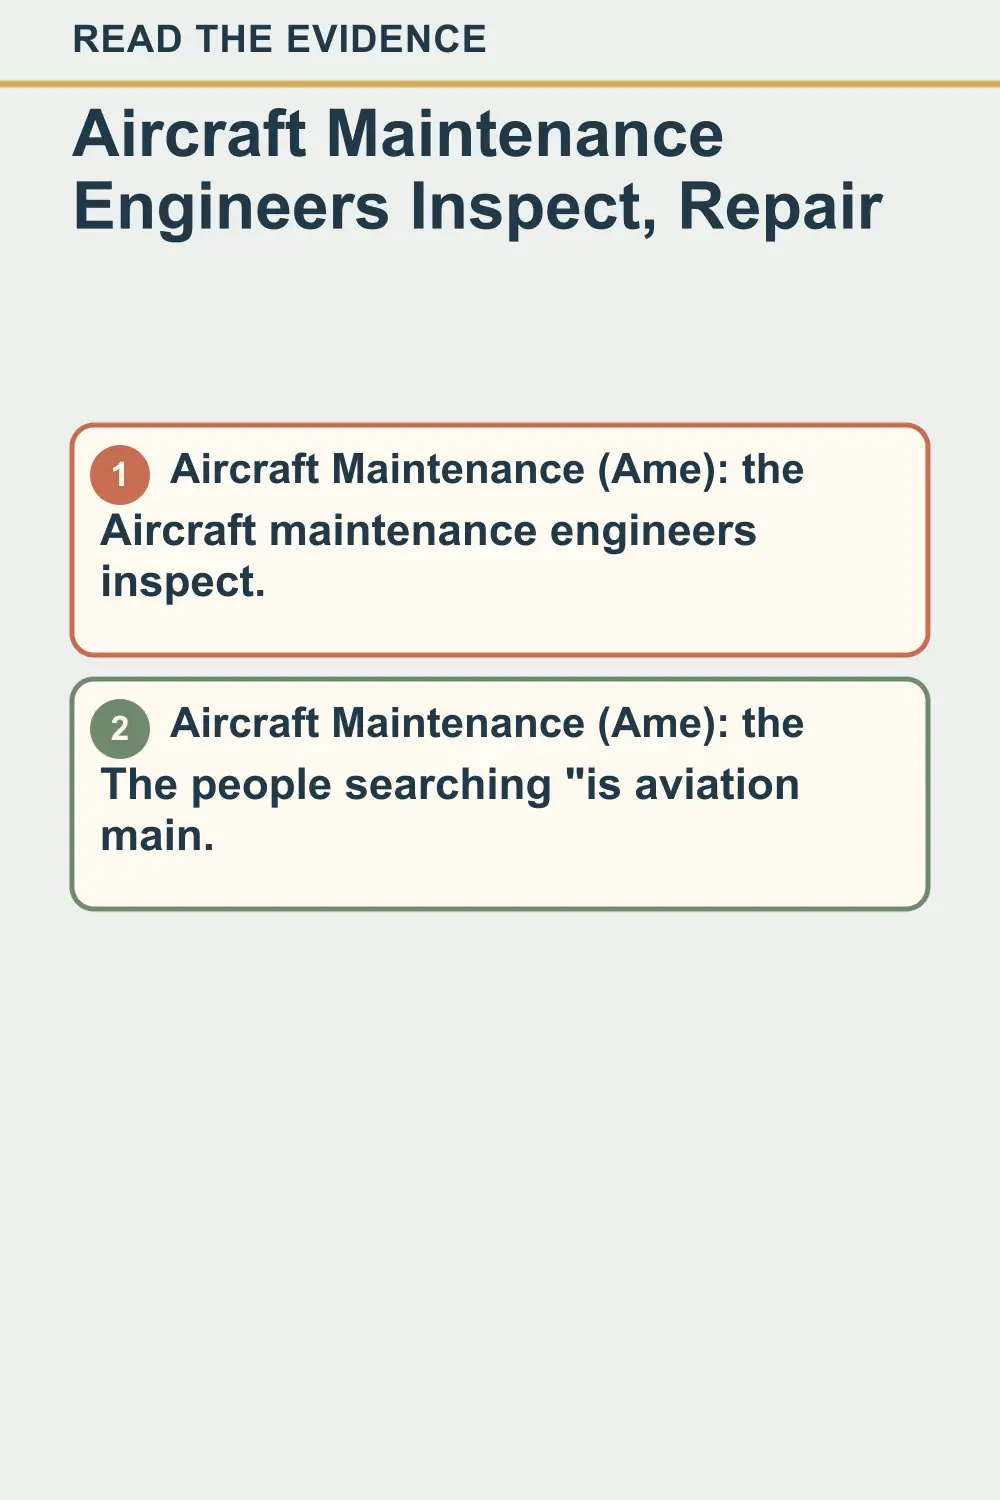 READ THE EVIDENCE
Aircraft Maintenance
Engineers Inspect, Repair
1 Aircraft Maintenance (Ame): the
Aircraft maintenance engineers
inspect.
2 Aircraft Maintenance (Ame): the
The people searching "is aviation
main.